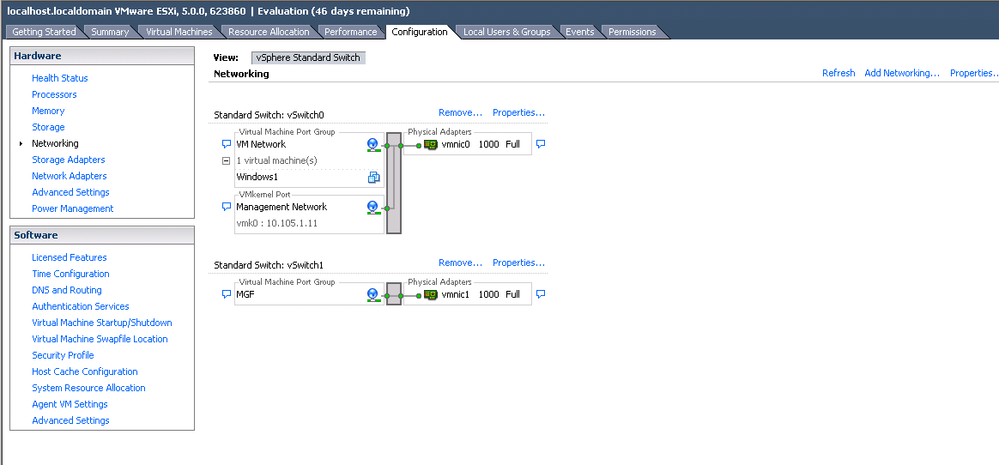 localhost.localdomain VMware ESXi, 5.0.0, 623860 | Evaluation (46 days remaining)
Getting Started Summary Virtual Machines Resource Allocation Performance Configuration Local Users & Groups Events Permissions
Hardware
Health Status
Processors
Memory
Storage
Networking
Storage Adapters
Network Adapters
Advanced Settings
Power Management
Software
Licensed Features
Time Configuration
DNS and Routing
Authentication Services
Virtual Machine Startup/Shutdown
Virtual Machine Swapfile Location
Security Profile
Host Cache Configuration
System Resource Allocation
Agent VM Settings
Advanced Settings
View: vSphere Standard Switch
Networking
Refresh Add Networking... Properties...
Standard Switch: vSwitch0 Remove... Properties...
Virtual Machine Port Group Physical Adapters
VM Network vmnic0 1000 Full
1 virtual machine(s)
Windows1
VMkernel Port
Management Network
vmk0 : 10.105.1.11
Standard Switch: vSwitch1 Remove... Properties...
Virtual Machine Port Group Physical Adapters
MGF vmnic1 1000 Full